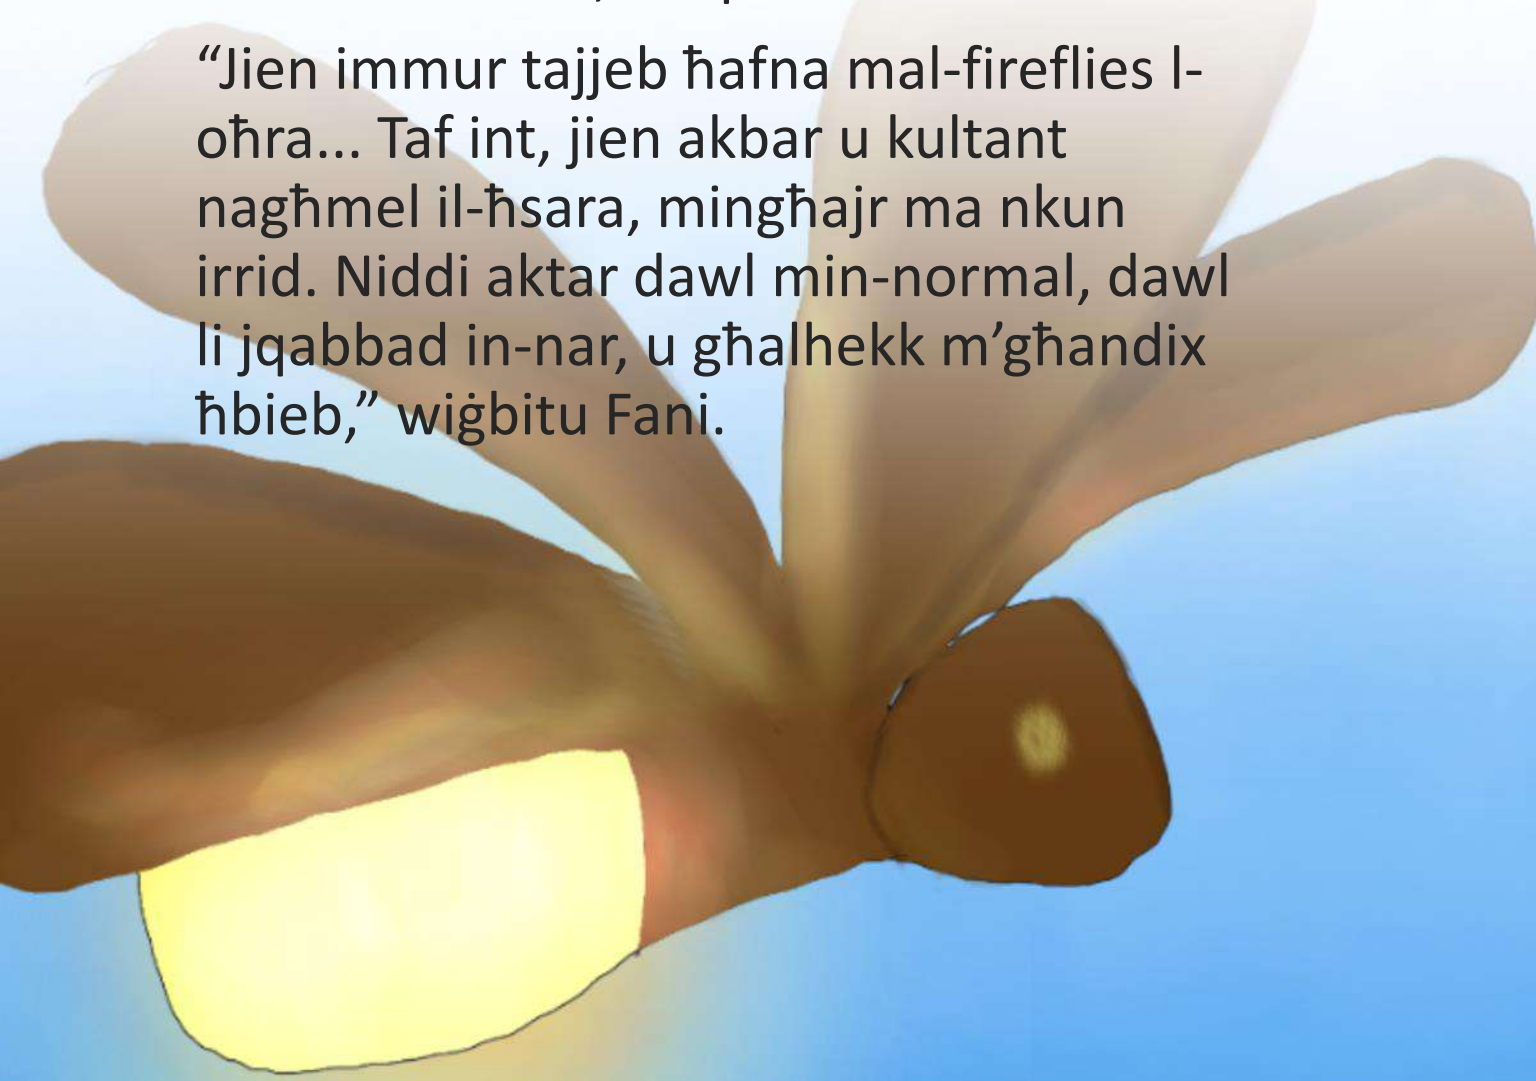 “Jien immur tajjeb ħafna mal-fireflies l-
oħra... Taf int, jien akbar u kultant
nagħmel il-ħsara, mingħajr ma nkun
irrid. Niddi aktar dawl min-normal, dawl
li jqabbad in-nar, u għalhekk m’għandix
ħbieb,” wiġbitu Fani.